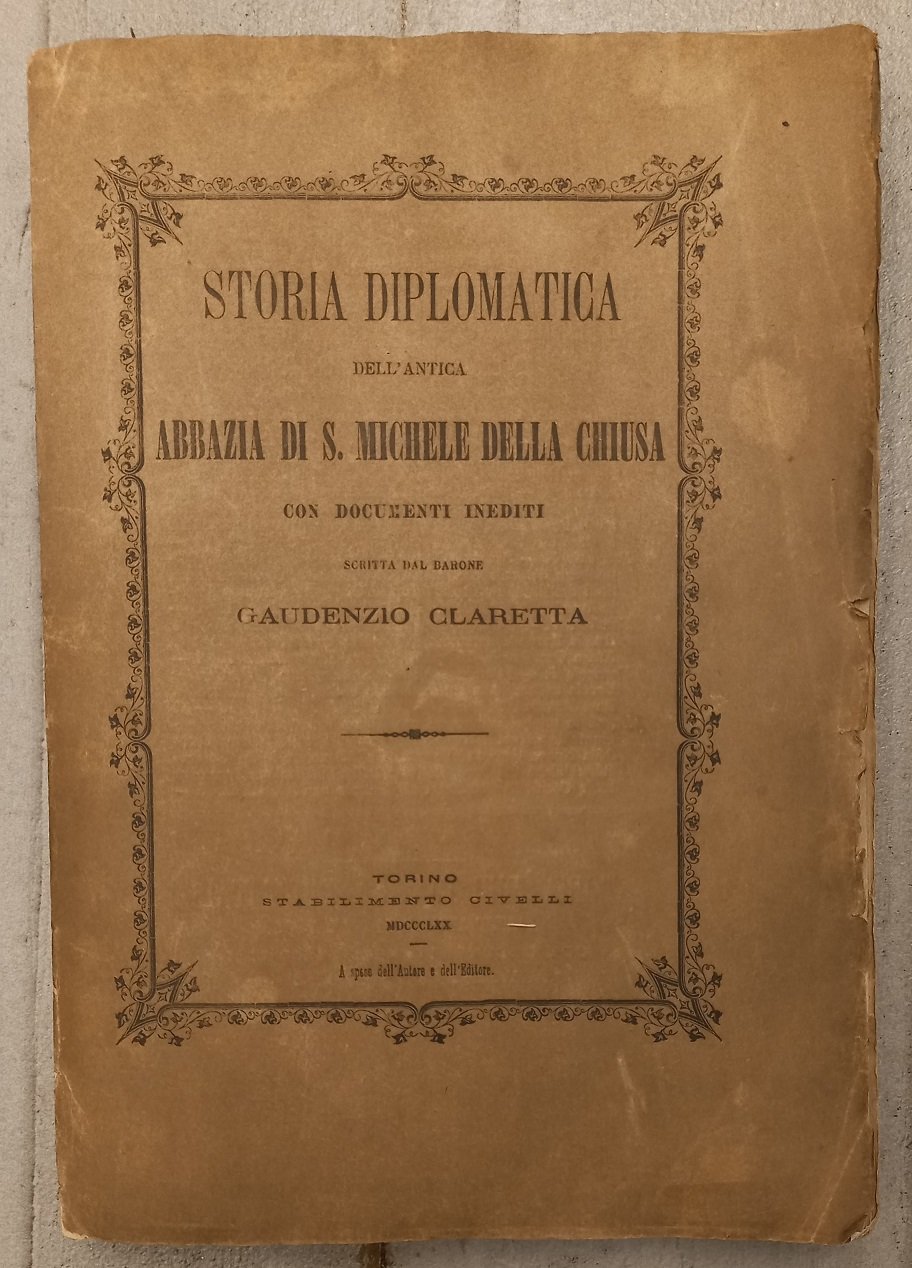 STORIA DIPLOMATICA
DELL'ANTICA
ABBAZIA DI S. MICHELE DELLA CHIUSA
CON DOCUMENTI INEDITI
SCRITTA DAL BARONE
GAUDENZIO CLARETTA
TORINO
STABILIMENTO CIVELLI
MDCCCLXX
A spese dell'Autore e dell'Editore.